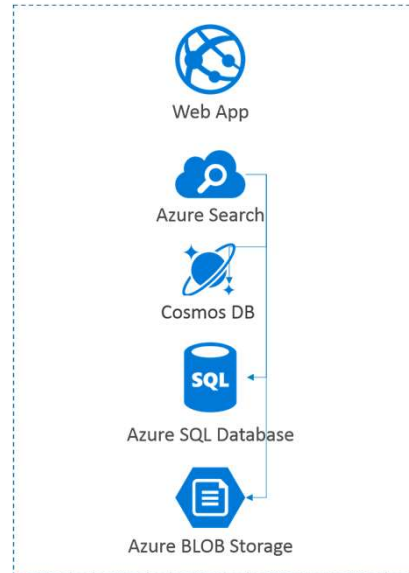 Web App
Azure Search
Cosmos DB
SQL
Azure SQL Database
Azure BLOB Storage